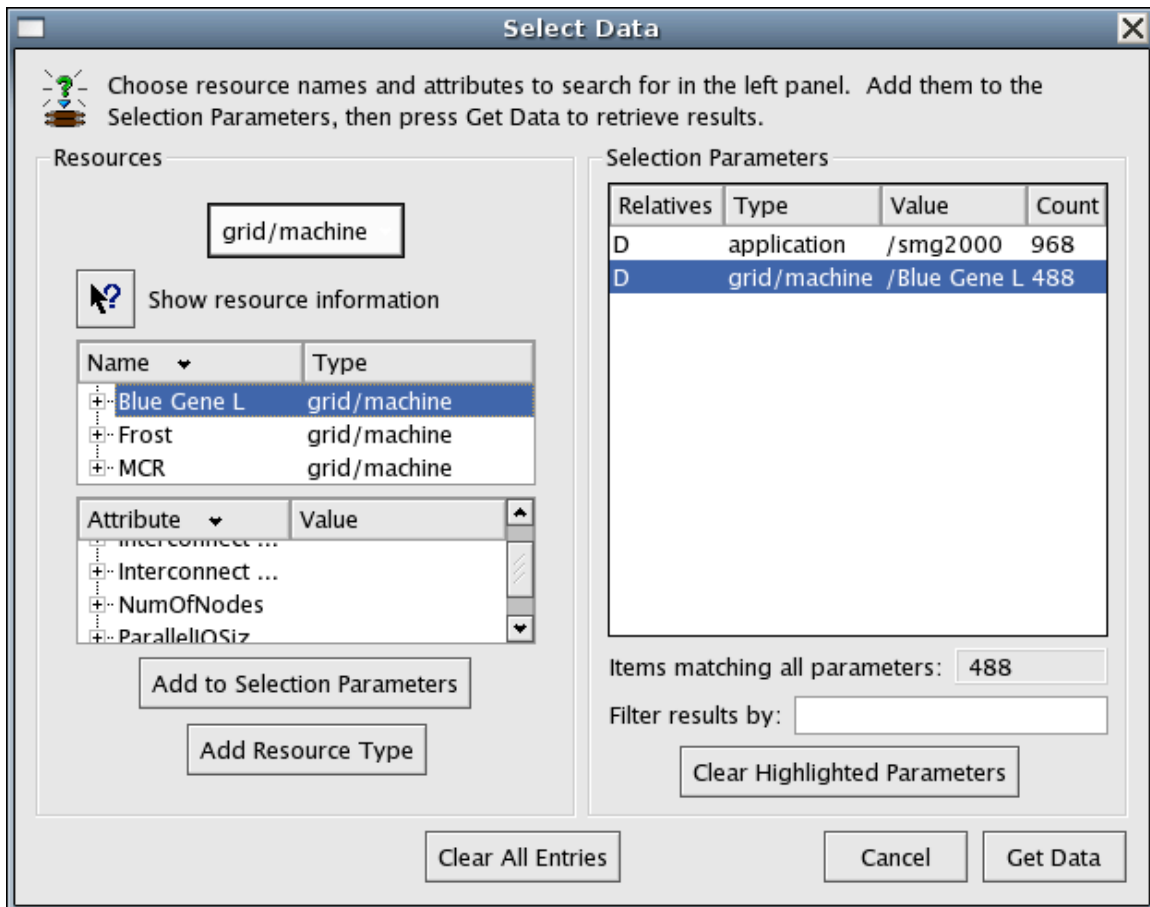 Select Data
Choose resource names and attributes to search for in the left panel. Add them to the
Selection Parameters, then press Get Data to retrieve results.
Resources
grid/machine
Show resource information
Name Type
Blue Gene L grid/machine
Frost grid/machine
MCR grid/machine
Attribute Value
Interconnect ...
Interconnect ...
NumOfNodes
ParallelIOSiz
Add to Selection Parameters
Add Resource Type
Selection Parameters
Relatives Type Value Count
D application /smg2000 968
D grid/machine /Blue Gene L 488
Items matching all parameters: 488
Filter results by:
Clear Highlighted Parameters
Clear All Entries
Cancel
Get Data